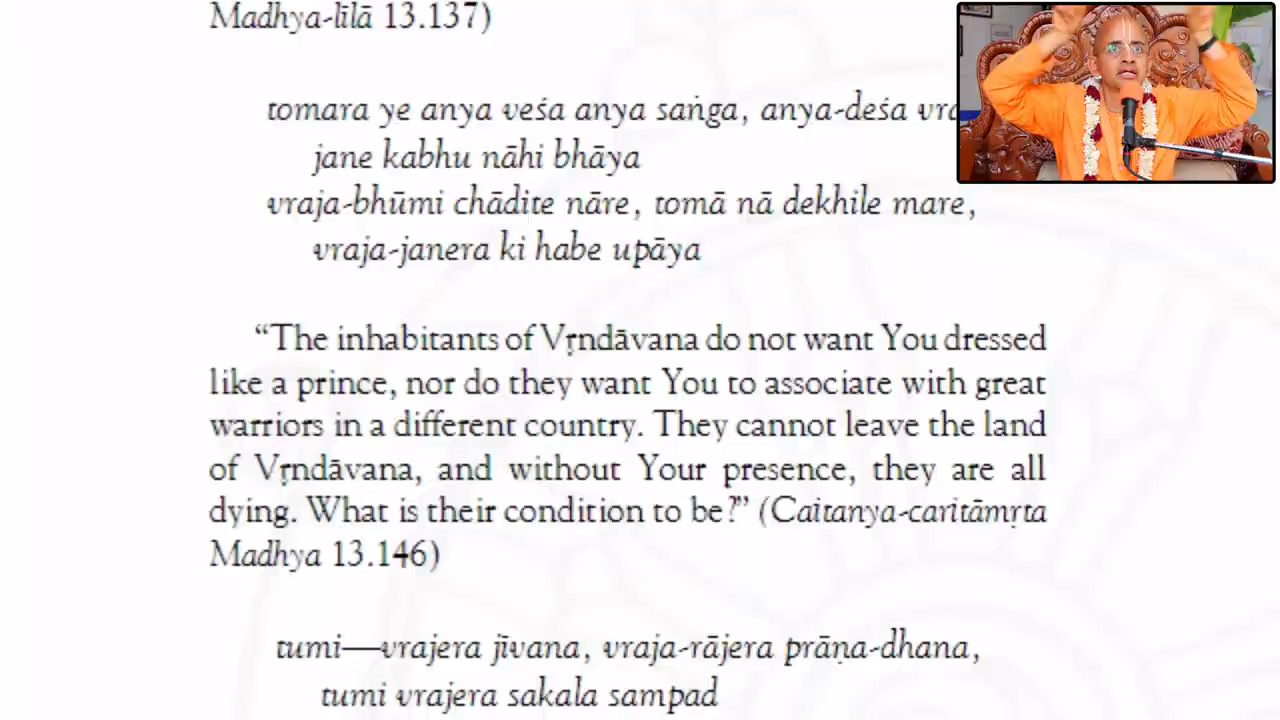 Madhya-līlā 13.137)
tomara ye anya veśa anya saṅga, anya-deśa
jane kabhu nāhi bhāya
vraja-bhūmi chāḍite nāre, tomā nā dekhile mare,
vraja-janera ki habe upāya
“The inhabitants of Vṛndāvana do not want You dressed
like a prince, nor do they want You to associate with great
warriors in a different country. They cannot leave the land
of Vṛndāvana, and without Your presence, they are all
dying. What is their condition to be?” (Caitanya-caritāmṛta
Madhya 13.146)
tumi—vrajera jīvana, vraja-rājera prāṇa-dhana,
tumi vrajera sakala sampad